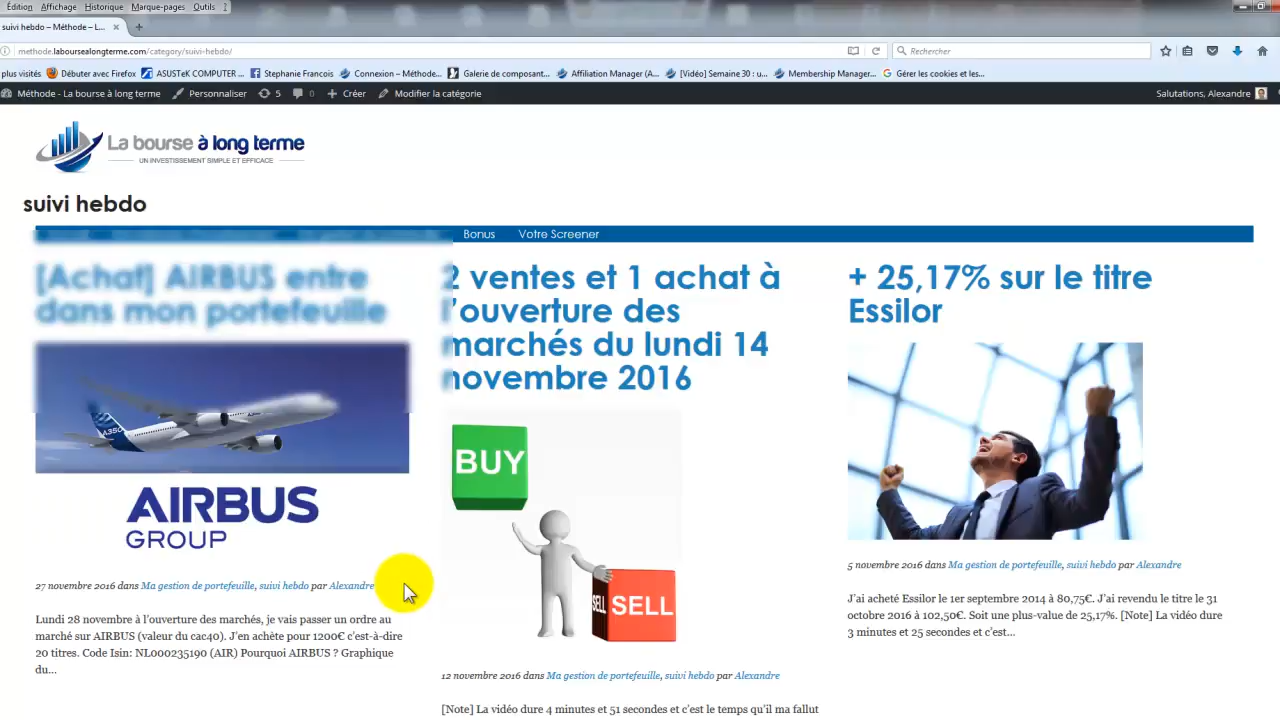 Édition Affichage Historique Marque-pages Outils ?
suivi hebdo – Méthode – L...
methode.laboursealongterme.com/category/suivi-hebdo/
Rechercher
plus visités Débuter avec Firefox ASUSTeK COMPUTER ... Stephanie Francois Connexion – Méthode... Galerie de composant... Affiliation Manager (A... [Vidéo] Semaine 30 : u... Membership Manager... Gérer les cookies et les...
Méthode - La bourse à long terme Personnaliser 5 0 Créer Modifier la catégorie Salutations, Alexandre
La bourse à long terme
UN INVESTISSEMENT SIMPLE ET EFFICACE
suivi hebdo
Bonus Votre Screener
[Achat] AIRBUS entre
dans mon portefeuille
A350
AIRBUS
AIRBUS
GROUP
27 novembre 2016 dans Ma gestion de portefeuille, suivi hebdo par Alexandre
Lundi 28 novembre à l'ouverture des marchés, je vais passer un ordre au
marché sur AIRBUS (valeur du cac40). J'en achète pour 1200€ c'est-à-dire
20 titres. Code Isin: NL000235190 (AIR) Pourquoi AIRBUS ? Graphique
du…
2 ventes et 1 achat à
l'ouverture des
marchés du lundi 14
novembre 2016
BUY
SELL SELL
12 novembre 2016 dans Ma gestion de portefeuille, suivi hebdo par Alexandre
[Note] La vidéo dure 4 minutes et 51 secondes et c'est le temps qu'il ma fallut
+ 25,17% sur le titre
Essilor
5 novembre 2016 dans Ma gestion de portefeuille, suivi hebdo par Alexandre
J'ai acheté Essilor le 1er septembre 2014 à 80,75€. J'ai revendu le titre le 31
octobre 2016 à 102,50€. Soit une plus-value de 25,17%. [Note] La vidéo dure
3 minutes et 25 secondes et c'est…